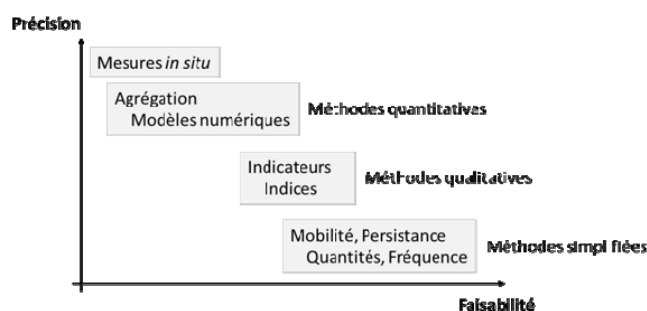 Précision
Mesures in situ
Agrégation
Modèles numériques
Méthodes quantitatives
Indicateurs
Indices
Méthodes qualitatives
Mobilité, Persistance
Quantités, Fréquence
Méthodes simplifiées
Faisabilité